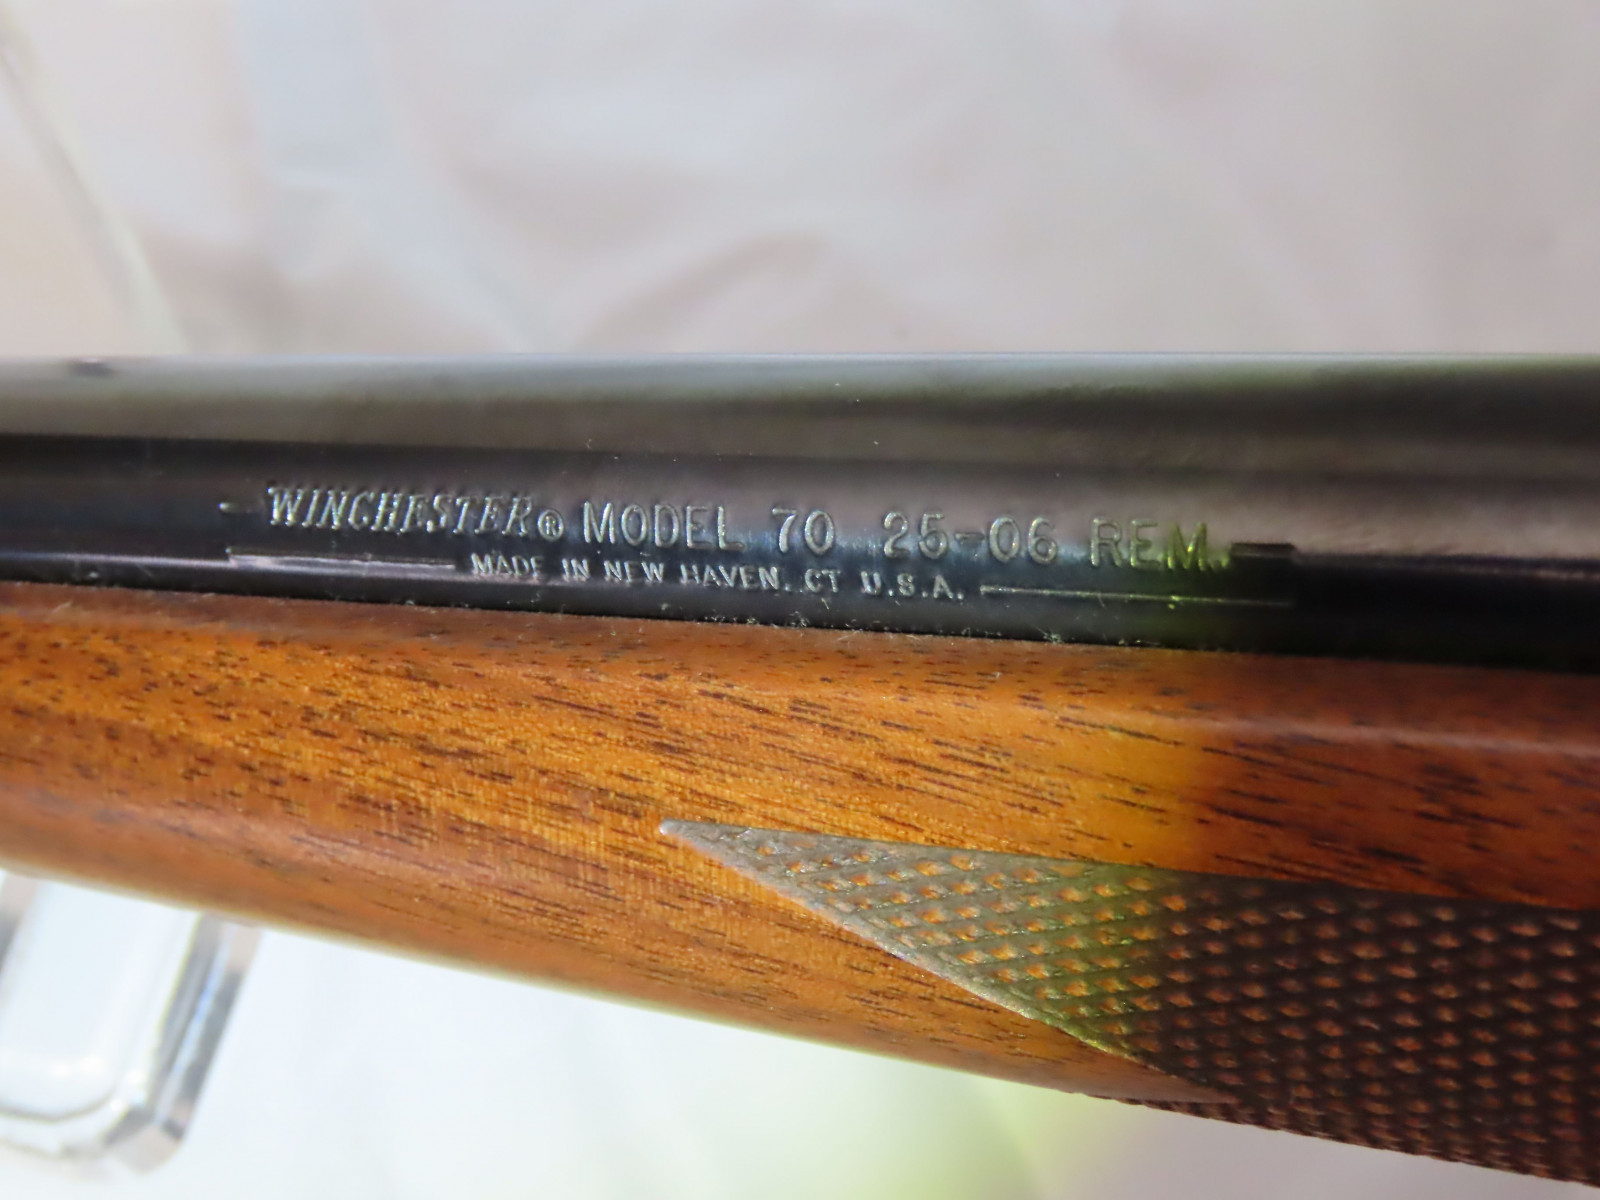 WINCHESTER® MODEL 70 25-06 REM.
MADE IN NEW HAVEN, CT U.S.A.